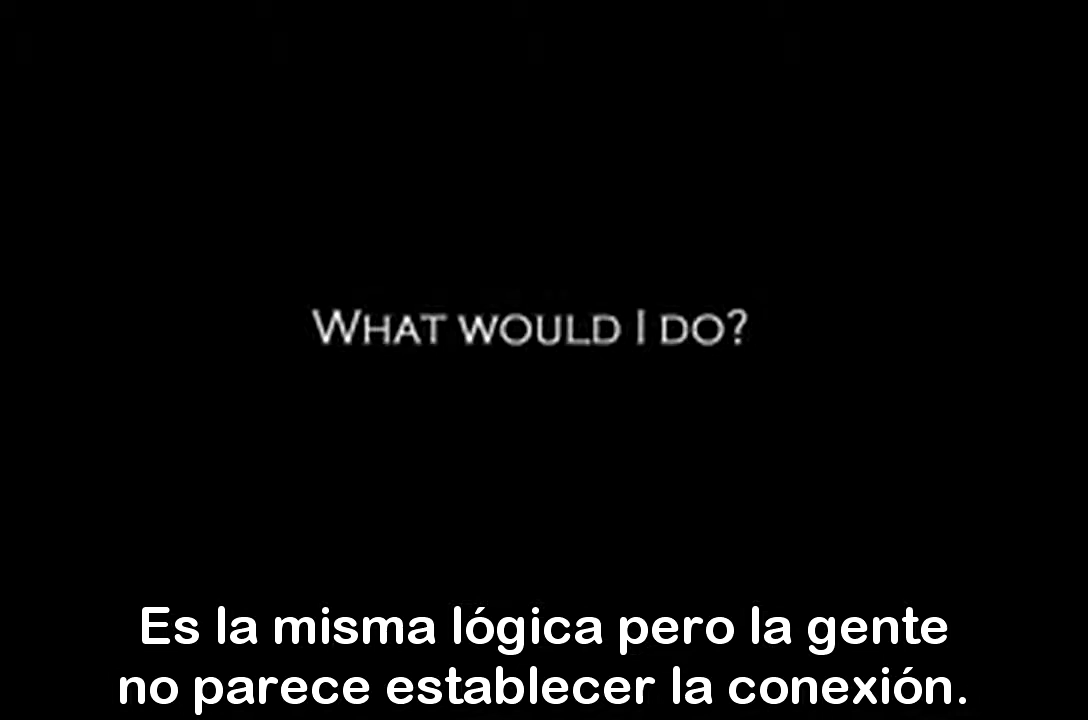 What would I do?
Es la misma lógica pero la gente
no parece establecer la conexión.